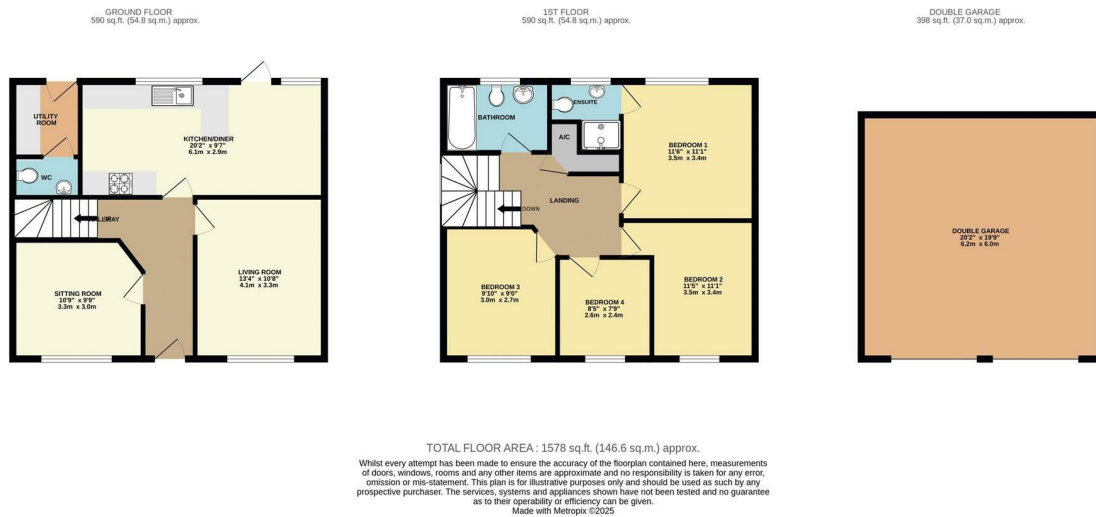 GROUND FLOOR
590 sq.ft. (54.8 sq.m.) approx.
UTILITY
ROOM
KITCHEN/DINER
20'2" x 9'7"
6.1m x 2.9m
WC
SITTING ROOM
10'9" x 9'9"
3.3m x 3.0m
LIVING ROOM
13'4" x 10'8"
4.1m x 3.3m
1ST FLOOR
590 sq.ft. (54.8 sq.m.) approx.
BATHROOM
ENSUITE
A/C
BEDROOM 1
11'6" x 11'1"
3.5m x 3.4m
LANDING
DOWN
BEDROOM 3
9'10" x 9'0"
3.0m x 2.7m
BEDROOM 4
8'5" x 7'9"
2.6m x 2.4m
BEDROOM 2
11'5" x 11'1"
3.5m x 3.4m
DOUBLE GARAGE
398 sq.ft. (37.0 sq.m.) approx.
DOUBLE GARAGE
20'2" x 19'9"
6.2m x 6.0m
TOTAL FLOOR AREA : 1578 sq.ft. (146.6 sq.m.) approx.
Whilst every attempt has been made to ensure the accuracy of the floorplan contained here, measurements
of doors, windows, rooms and any other items are approximate and no responsibility is taken for any error,
omission or mis-statement. This plan is for illustrative purposes only and should be used as such by any
prospective purchaser. The services, systems and appliances shown have not been tested and no guarantee
as to their operability or efficiency can be given.
Made with Metropix ©2025